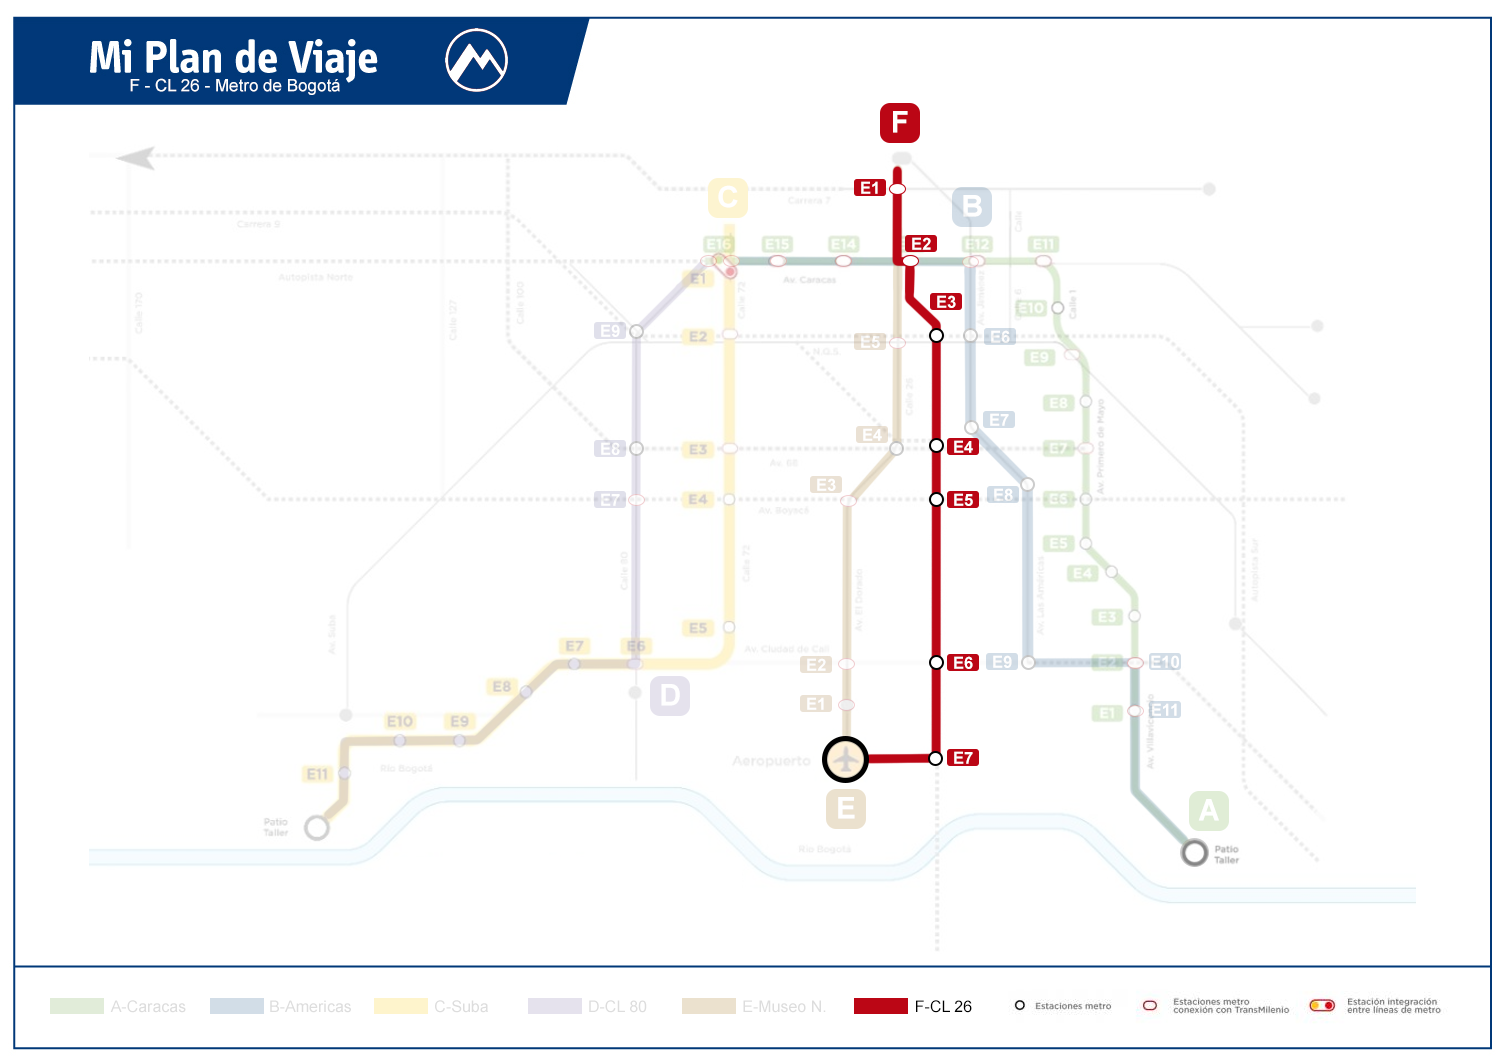 Mi Plan de Viaje
F - CL 26 - Metro de Bogotá
F
E1
Carrera 7
C
B
Carrera 9
Calle
E16
E15
E14
E2
E12
E11
Autopista Norte
E1
Av. Caracas
Calle 170
Calle 127
Calle 100
Calle 72
E3
E10
Calle 1
E9
E2
E5
E6
N.Q.S.
E9
Calle 26
E8
E7
Av. Primero de Mayo
E8
E3
E4
E4
E7
Av. 68
E7
E4
E3
E5
E8
E6
Av. Boyacá
Calle 80
Calle 72
Av. El Dorado
Av. Las Américas
E5
E4
Autopista Sur
Av. Suba
E3
E5
E7
E6
Av. Ciudad de Cali
E2
E6
E9
E2
E10
E8
D
E1
E1
E11
Av. Villavicencio
E10
E9
Río Bogotá
Aeropuerto
E7
E11
E
A
Patio
Taller
Río Bogotá
Patio
Taller
A-Caracas
B-Americas
C-Suba
D-CL 80
E-Museo N.
F-CL 26
Estaciones metro
Estaciones metro
conexión con TransMilenio
Estación integración
entre líneas de metro